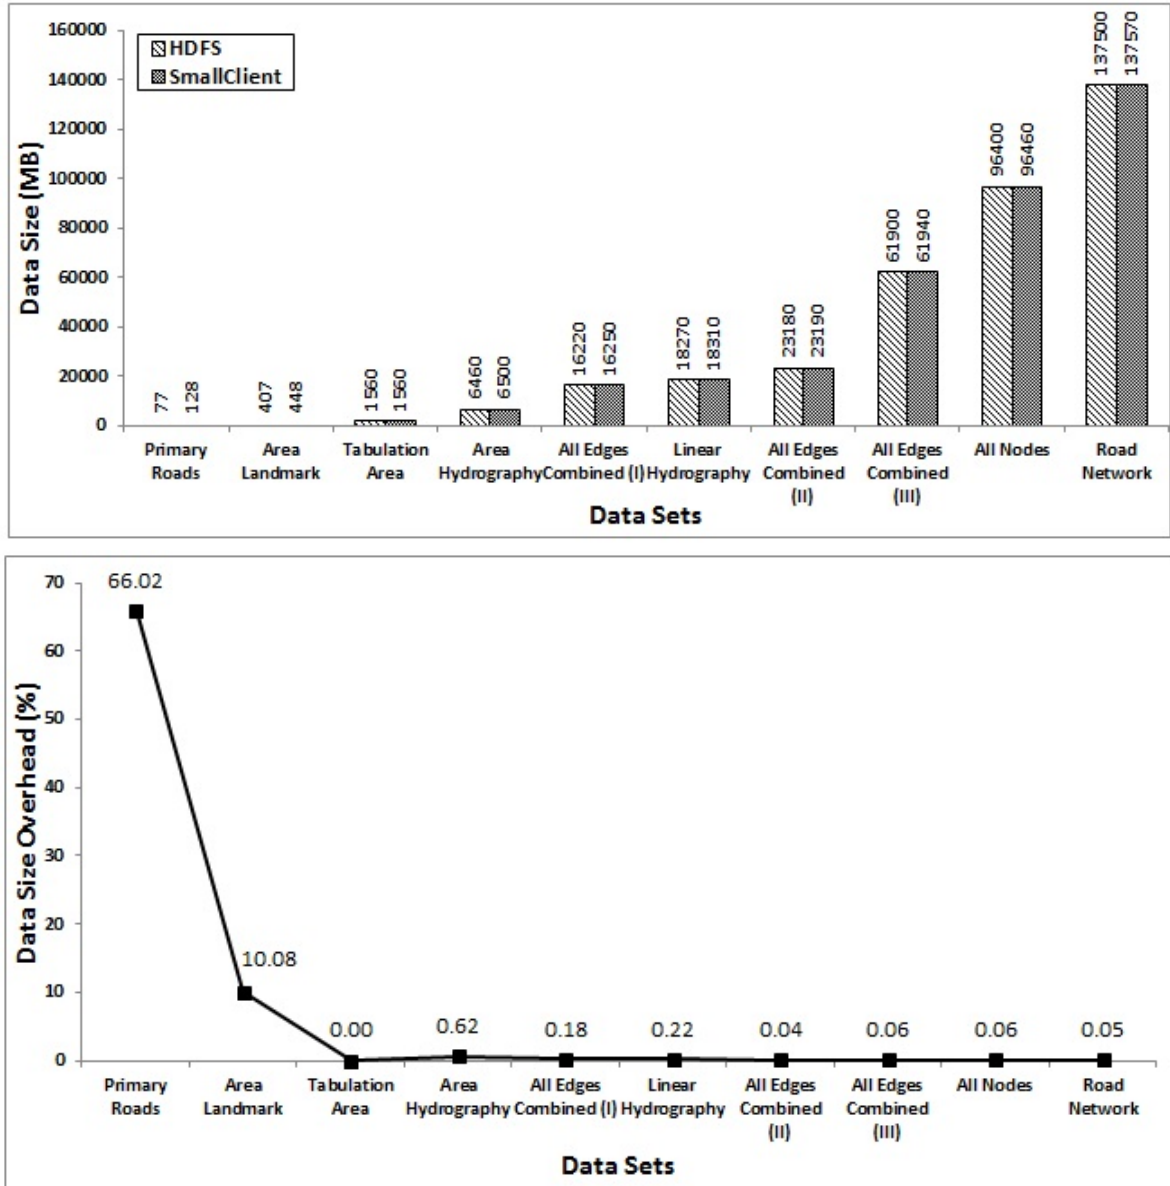 160000
140000
120000
100000
80000
60000
40000
20000
0
Data Size (MB)
HDFS
SmallClient
77
128
407
448
1560
1560
6460
6500
16220
16250
18270
18310
23180
23190
61900
61940
96400
96460
137500
137570
Primary
Roads
Area
Landmark
Tabulation
Area
Area
Hydrography
All Edges
Combined (I)
Linear
Hydrography
All Edges
Combined
(II)
All Edges
Combined
(III)
All Nodes
Road
Network
Data Sets
70
60
50
40
30
20
10
0
Data Size Overhead (%)
66.02
10.08
0.00
0.62
0.18
0.22
0.04
0.06
0.06
0.05
Primary
Roads
Area
Landmark
Tabulation
Area
Area
Hydrography
All Edges
Combined (I)
Linear
Hydrography
All Edges
Combined
(II)
All Edges
Combined
(III)
All Nodes
Road
Network
Data Sets